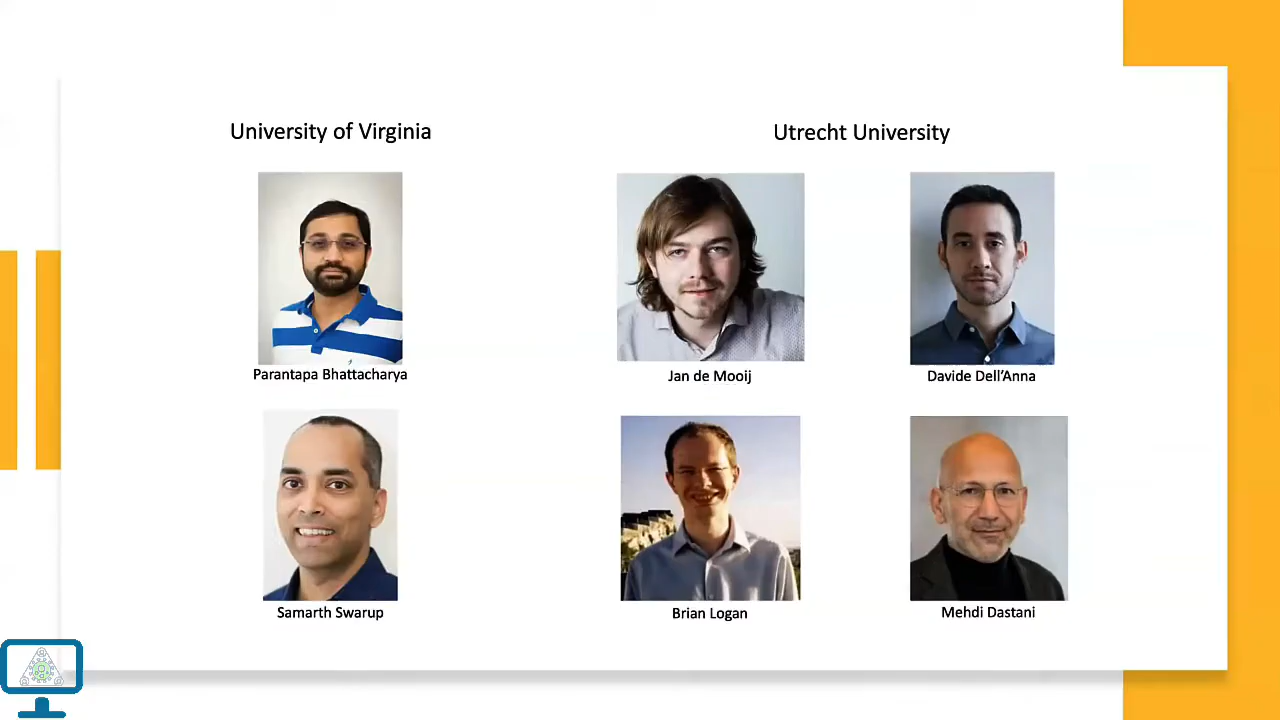 University of Virginia
Utrecht University
Parantapa Bhattacharya
Jan de Mooij
Davide Dell'Anna
Samarth Swarup
Brian Logan
Mehdi Dastani